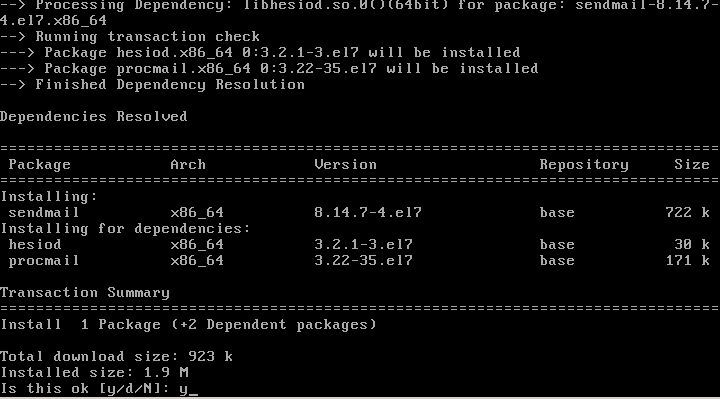 --> Processing Dependency: libhesiod.so.0()(64bit) for package: sendmail-8.14.7-
4.el7.x86_64
--> Running transaction check
---> Package hesiod.x86_64 0:3.2.1-3.el7 will be installed
---> Package procmail.x86_64 0:3.22-35.el7 will be installed
--> Finished Dependency Resolution
Dependencies Resolved
================================================================================
Package Arch Version Repository Size
================================================================================
Installing:
sendmail x86_64 8.14.7-4.el7 base 722 k
Installing for dependencies:
hesiod x86_64 3.2.1-3.el7 base 30 k
procmail x86_64 3.22-35.el7 base 171 k
Transaction Summary
================================================================================
Install 1 Package (+2 Dependent packages)
Total download size: 923 k
Installed size: 1.9 M
Is this ok [y/d/N]: y_